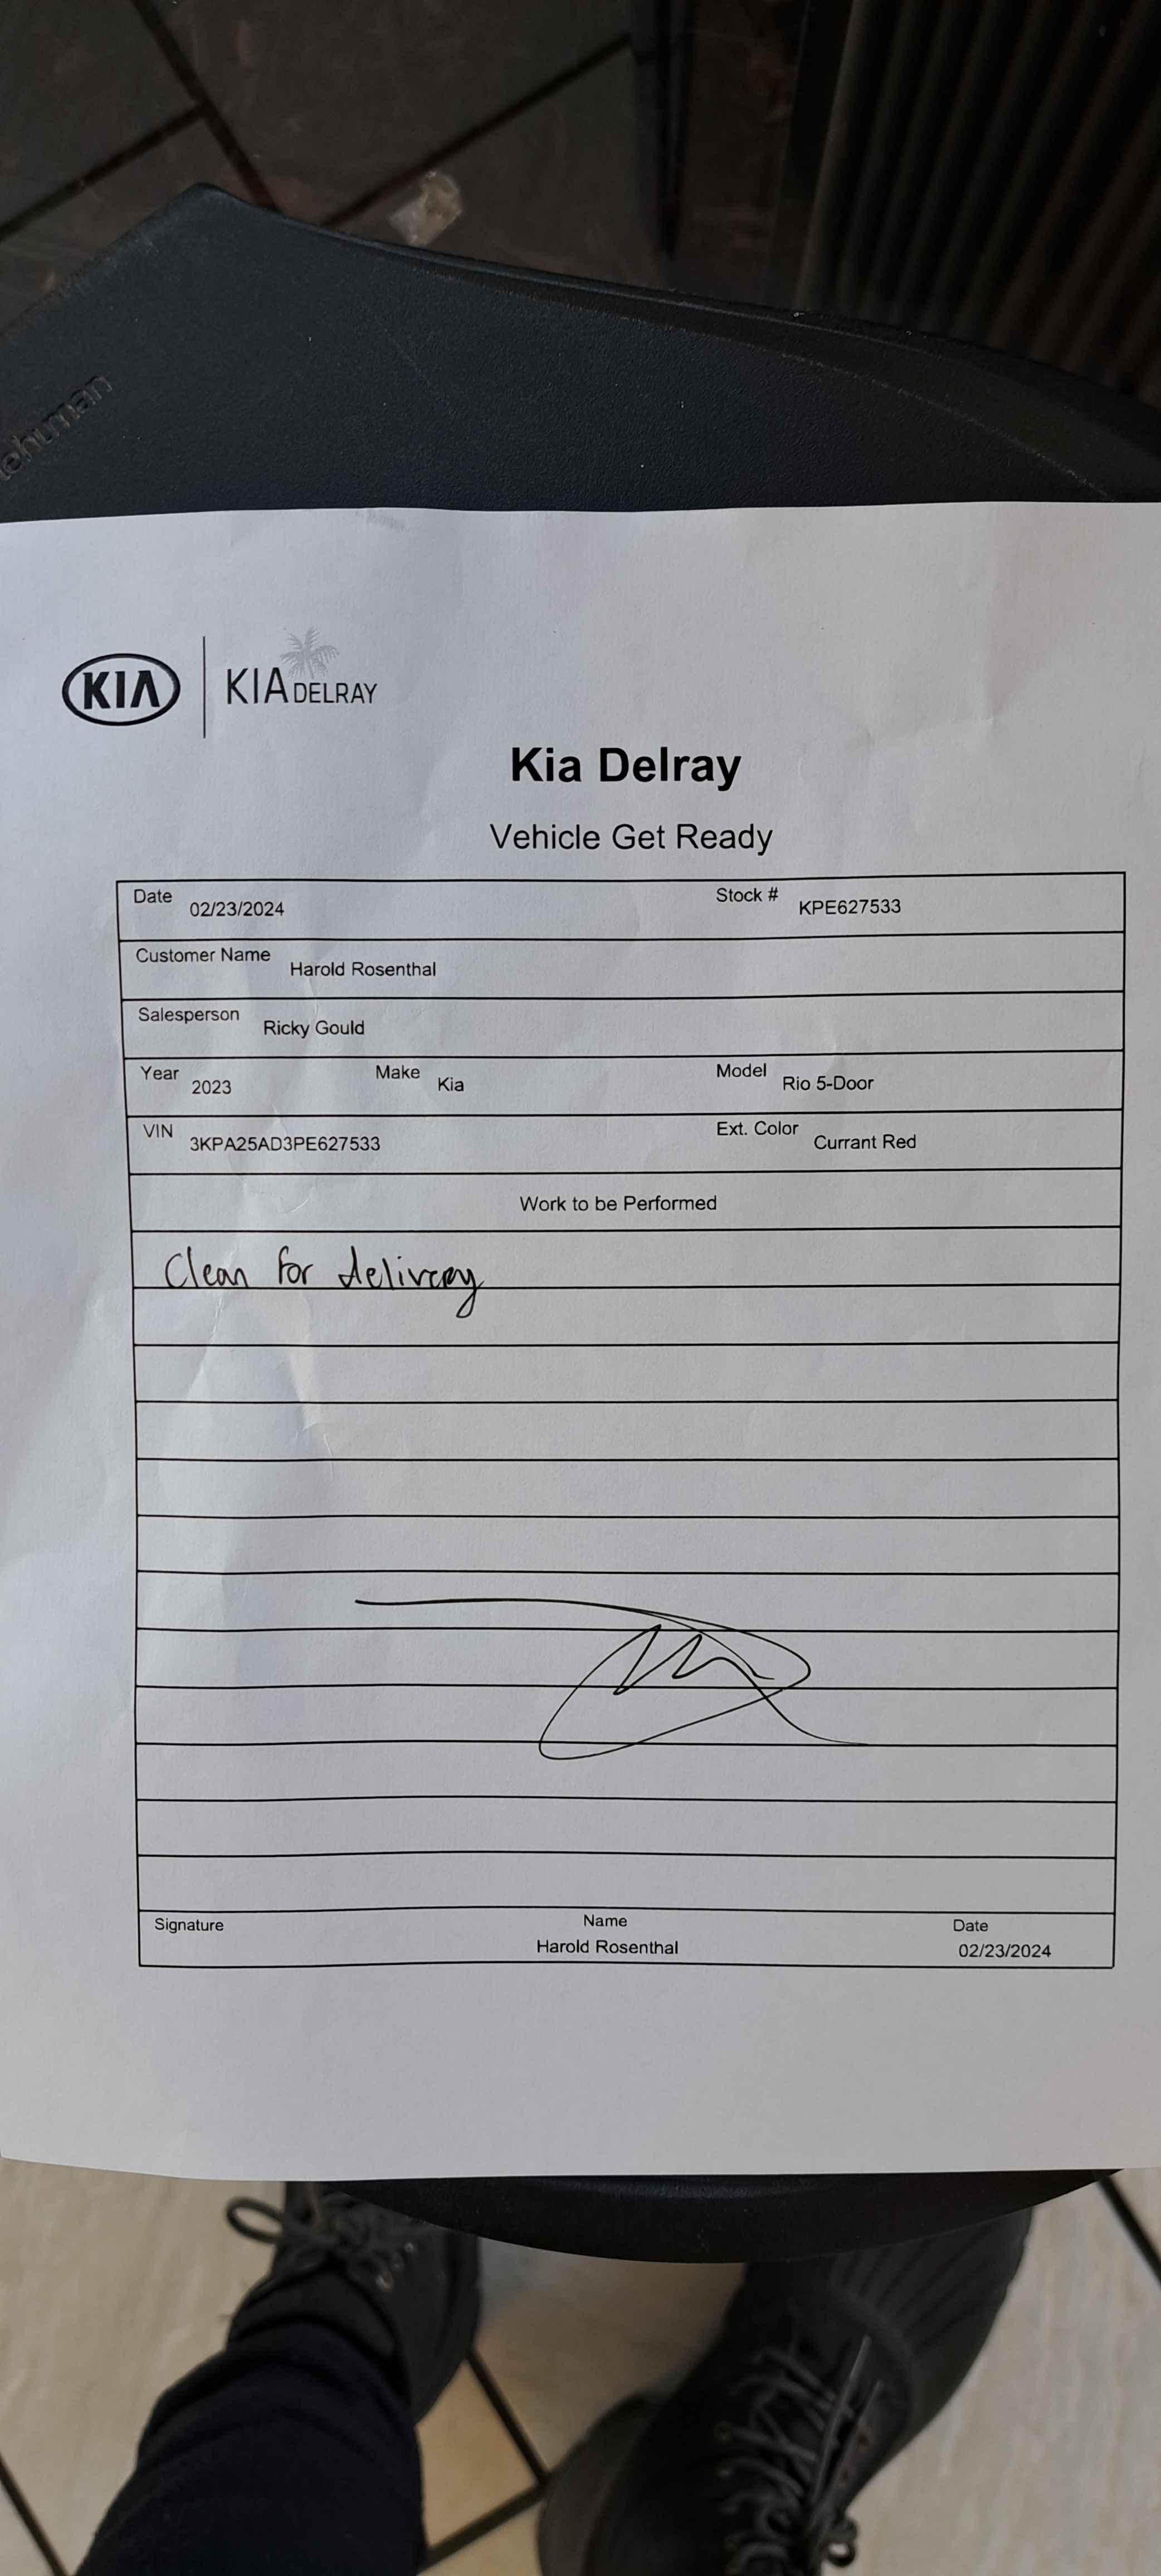 ehuman
KIA | KIA DELRAY
Kia Delray
Vehicle Get Ready
Date 02/23/2024 Stock # KPE627533
Customer Name Harold Rosenthal
Salesperson Ricky Gould
Year 2023 Make Kia Model Rio 5-Door
VIN 3KPA25AD3PE627533 Ext. Color Currant Red
Work to be Performed
Clean for delivery
Signature Name Date
Harold Rosenthal 02/23/2024